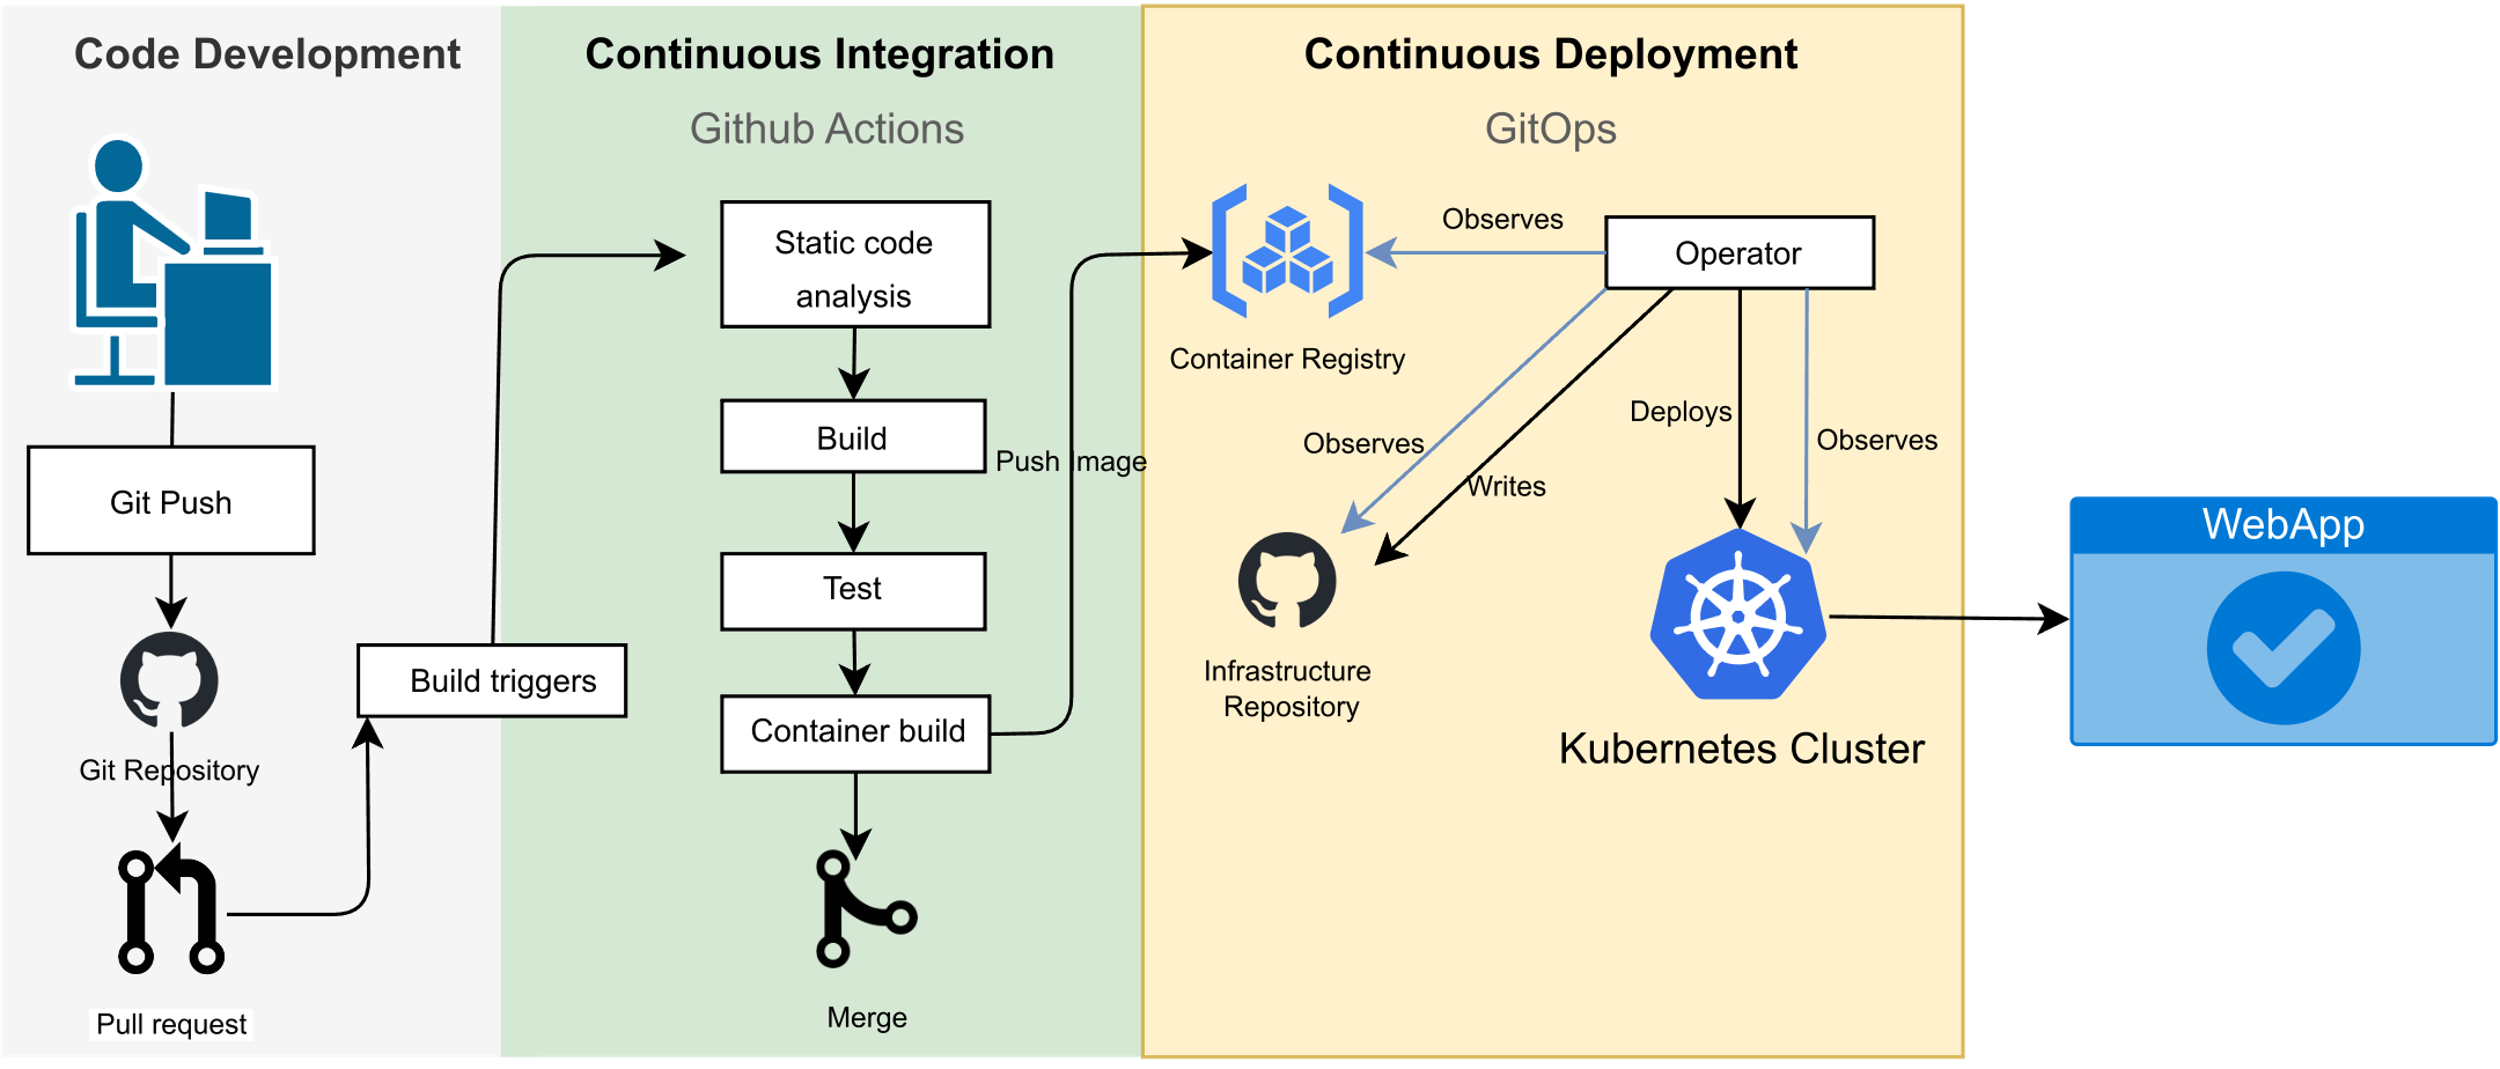 Code Development
Git Push
Git Repository
Pull request
Build triggers
Continuous Integration
Github Actions
Static code
analysis
Build
Test
Container build
Merge
Push Image
Continuous Deployment
GitOps
Container Registry
Observes
Operator
Observes
Writes
Deploys
Observes
Infrastructure
Repository
Kubernetes Cluster
WebApp